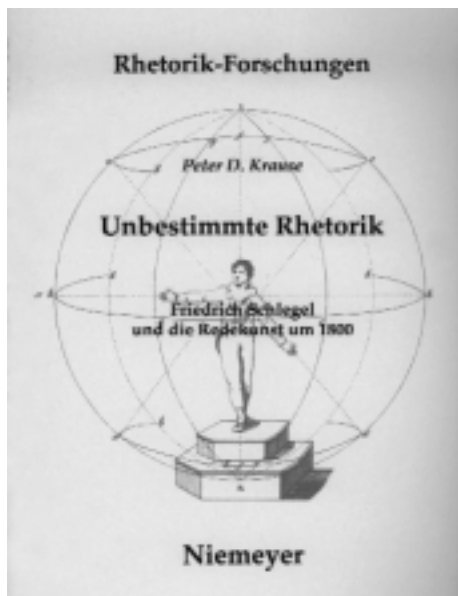 Rhetorik-Forschungen
Peter D. Krause
Unbestimmte Rhetorik
Friedrich Schlegel
und die Redekunst um 1800
Niemeyer